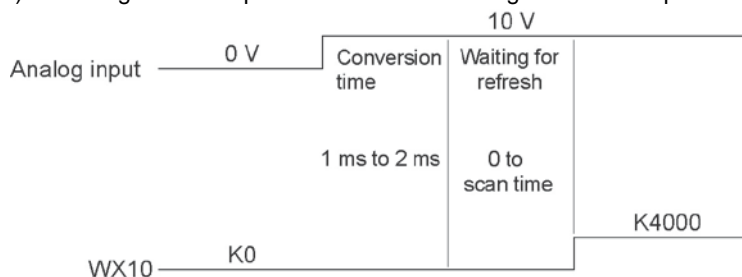 10 V
0 V
Analog input
Conversion
time
Waiting for
refresh
1 ms to 2 ms
0 to
scan time
K4000
K0
WX10